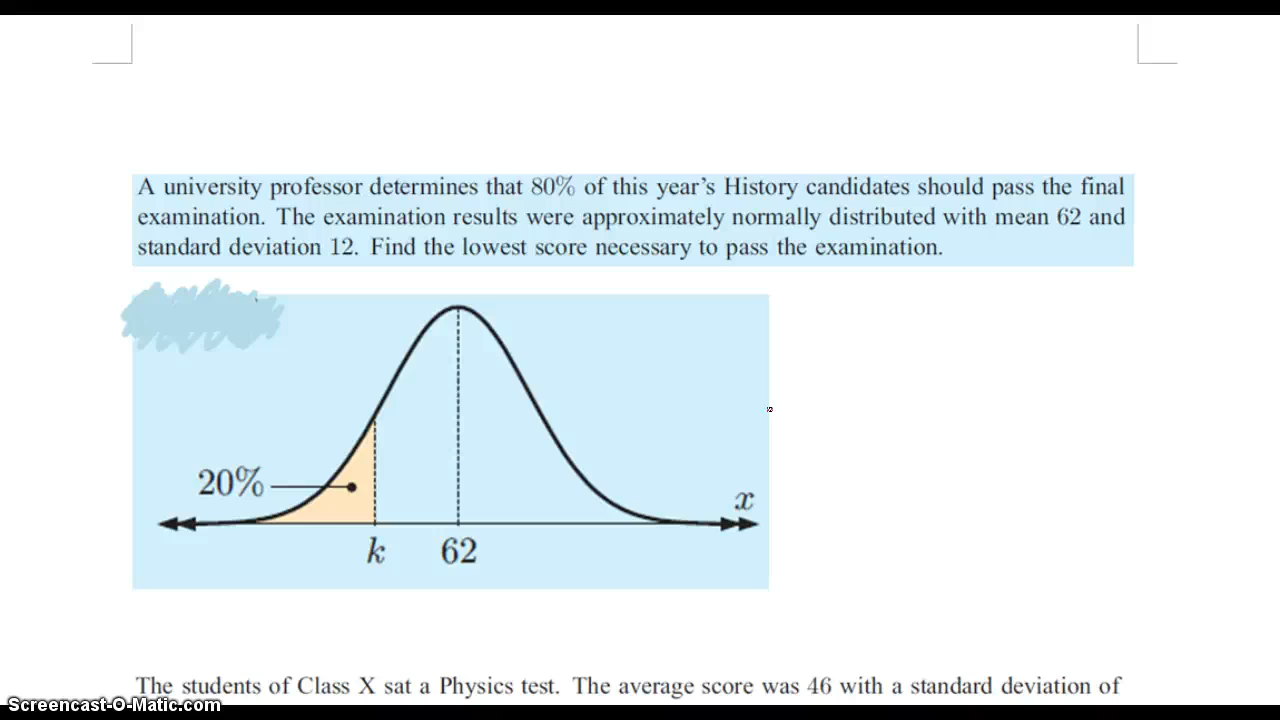 A university professor determines that 80% of this year's History candidates should pass the final
examination. The examination results were approximately normally distributed with mean 62 and
standard deviation 12. Find the lowest score necessary to pass the examination.
20%
x
k 62
The students of Class X sat a Physics test. The average score was 46 with a standard deviation of
Screencast-O-Matic.com